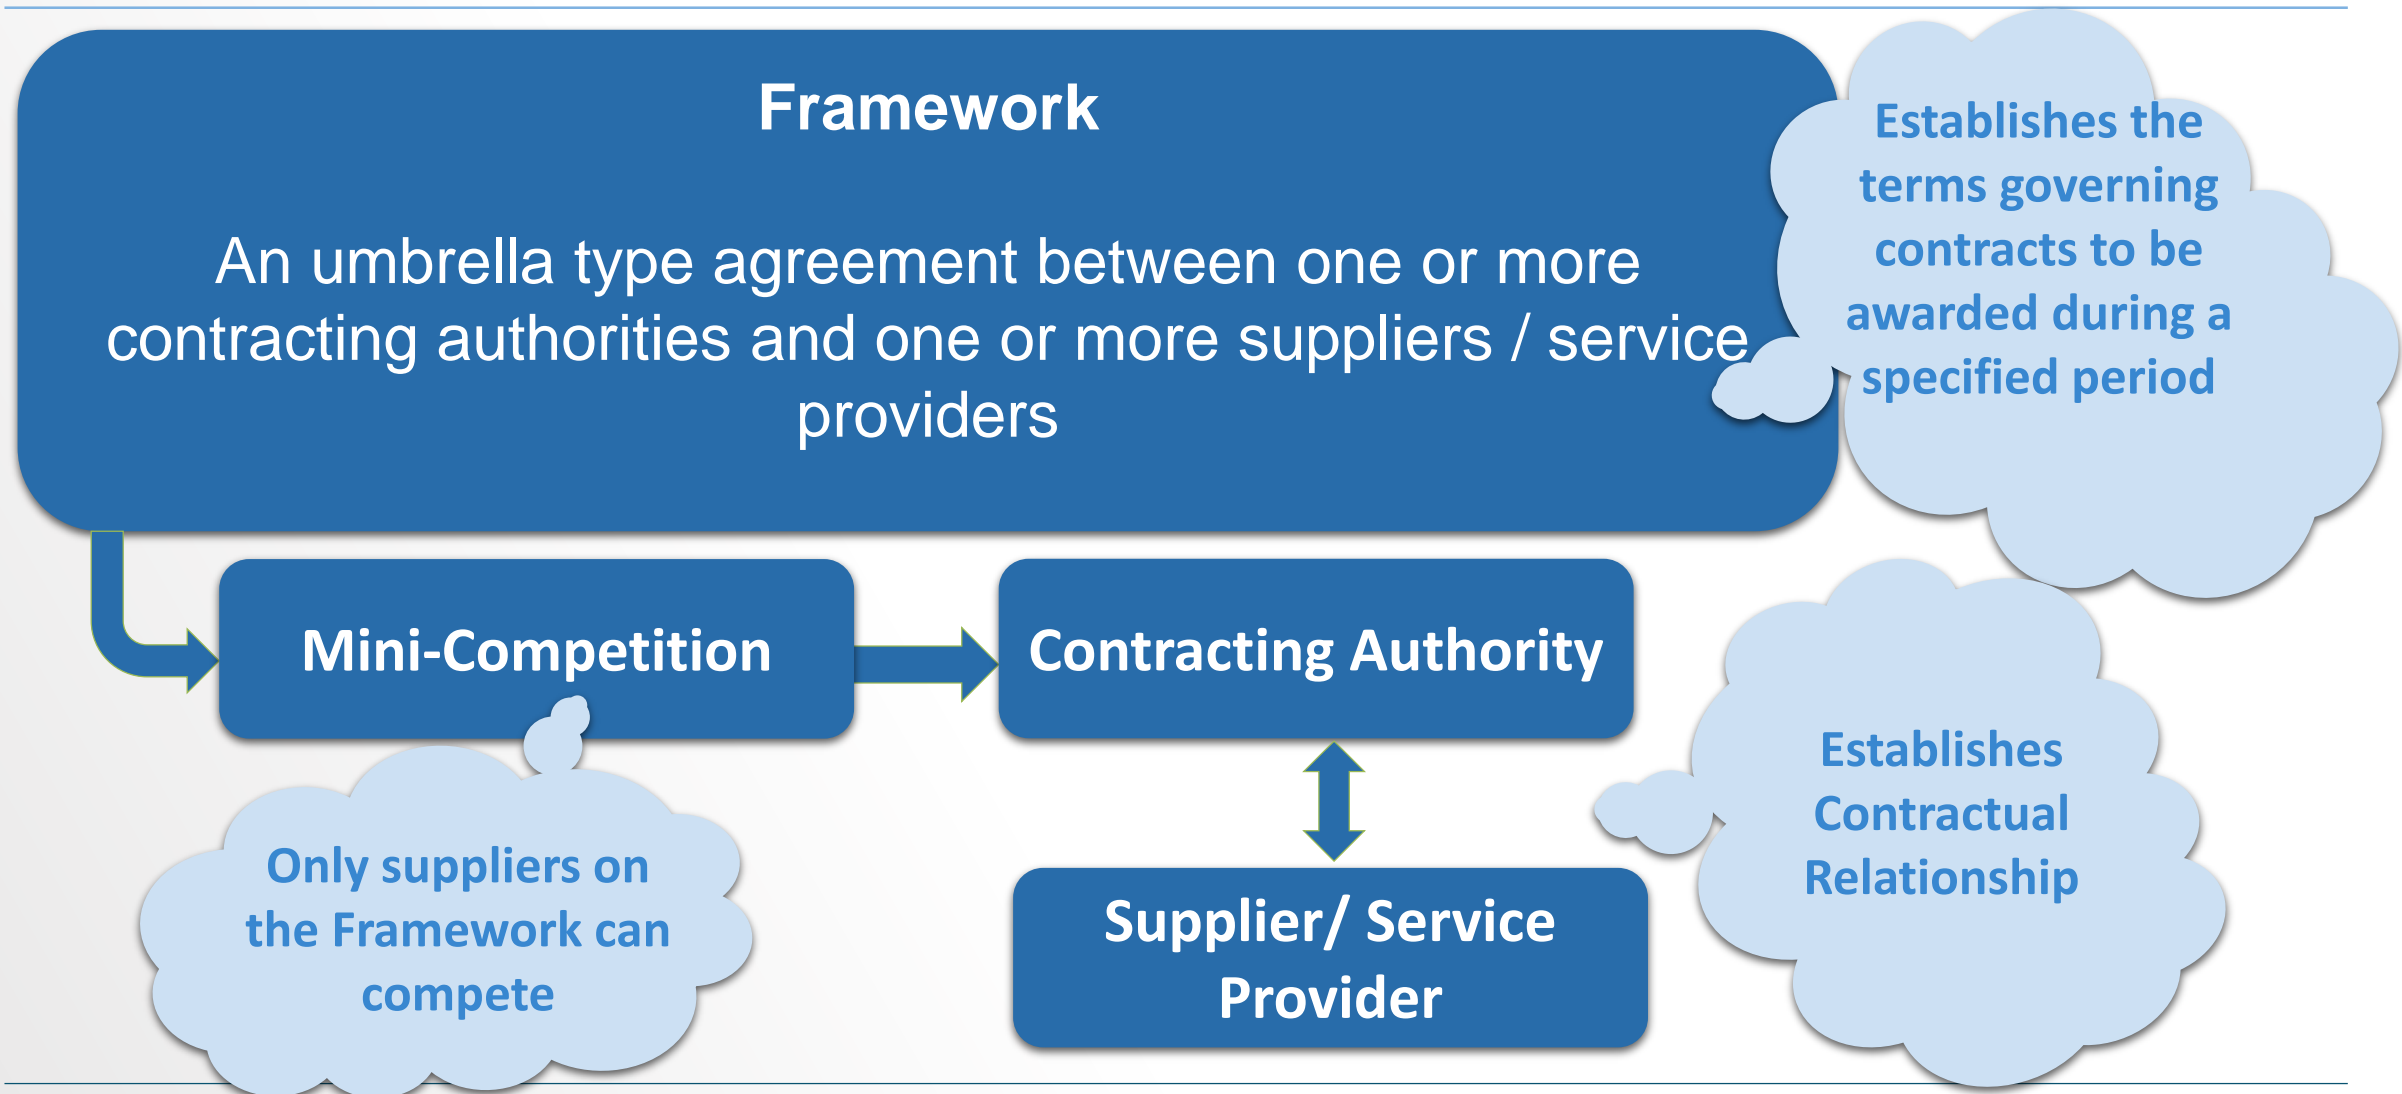 Framework
An umbrella type agreement between one or more
contracting authorities and one or more suppliers / service
providers
Establishes the
terms governing
contracts to be
awarded during a
specified period
Mini-Competition
Contracting Authority
Only suppliers on
the Framework can
compete
Supplier/ Service
Provider
Establishes
Contractual
Relationship